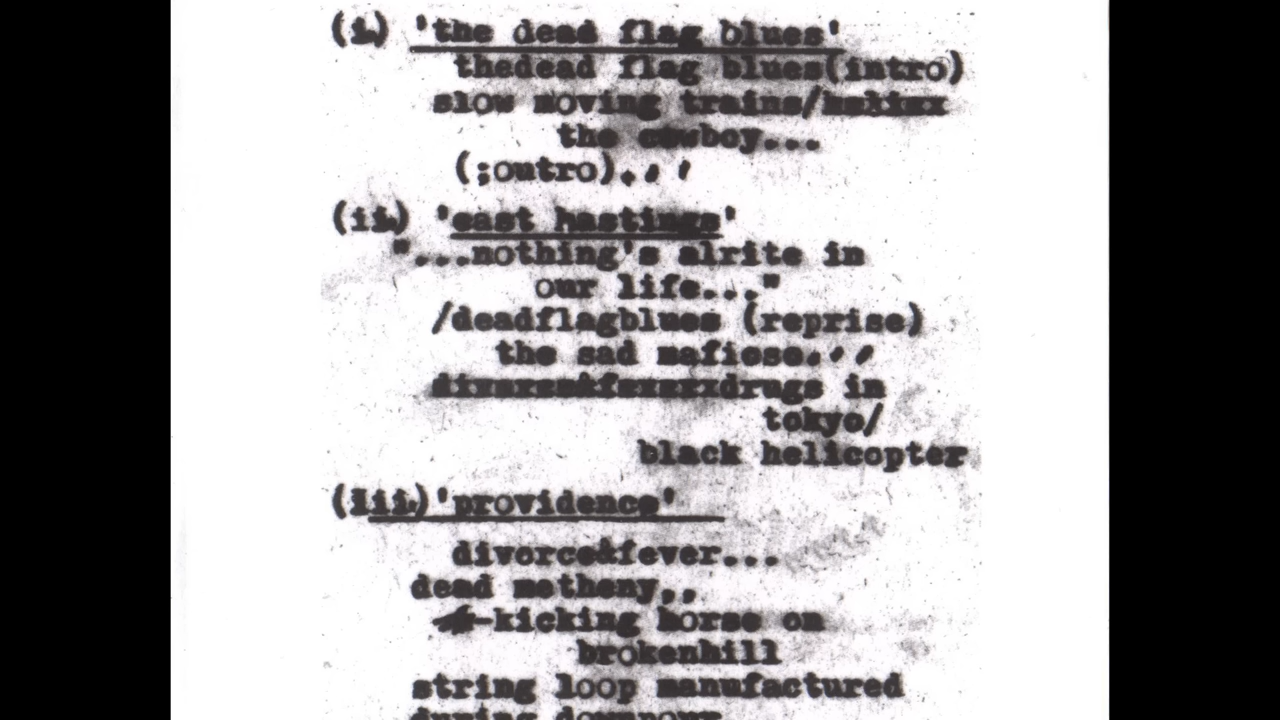 (i.) 'the dead flag blues'
thedead flag blues(intro)
slow moving trains/
the cowboy...
(;outro).,'
(ii.) 'east hastings'
"...nothing's alrite in
our life..."
/deadflagblues (reprise)
the sad mafioso.,'
drugs in
tokyo/
black helicopter
(iii.)'providence'
divorce&fever...
dead metheny,,
-kicking horse on
brokenhill
string loop manufactured
during downpour